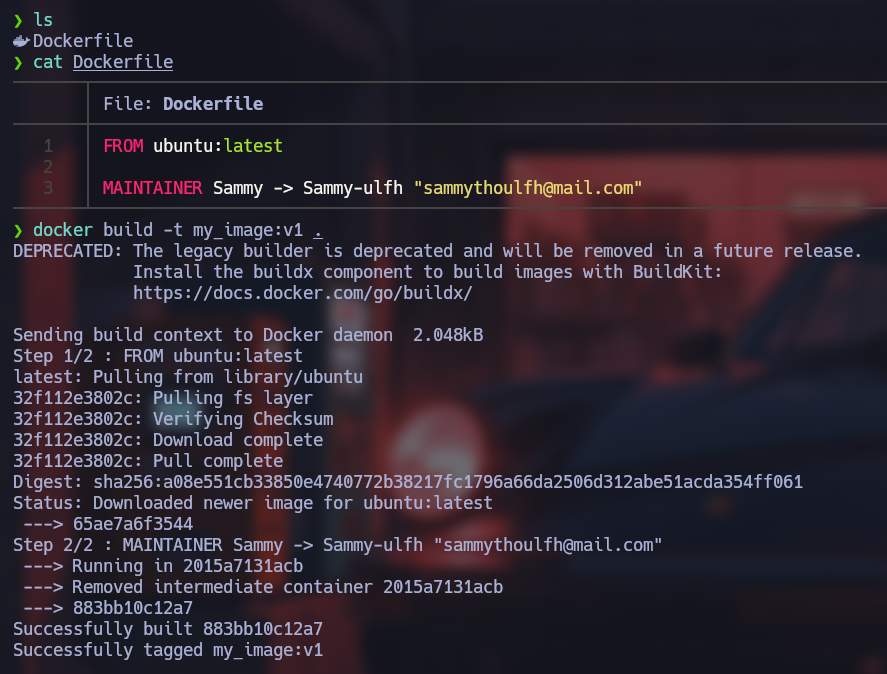 ❯ ls
Dockerfile
❯ cat Dockerfile
File: Dockerfile
1 FROM ubuntu:latest
2
3 MAINTAINER Sammy -> Sammy-ulfh "sammythoulfh@mail.com"
❯ docker build -t my_image:v1 .
DEPRECATED: The legacy builder is deprecated and will be removed in a future release.
Install the buildx component to build images with BuildKit:
https://docs.docker.com/go/buildx/
Sending build context to Docker daemon  2.048kB
Step 1/2 : FROM ubuntu:latest
latest: Pulling from library/ubuntu
32f112e3802c: Pulling fs layer
32f112e3802c: Verifying Checksum
32f112e3802c: Download complete
32f112e3802c: Pull complete
Digest: sha256:a08e551cb33850e4740772b38217fc1796a66da2506d312abe51acda354ff061
Status: Downloaded newer image for ubuntu:latest
---> 65ae7a6f3544
Step 2/2 : MAINTAINER Sammy -> Sammy-ulfh "sammythoulfh@mail.com"
---> Running in 2015a7131acb
---> Removed intermediate container 2015a7131acb
---> 883bb10c12a7
Successfully built 883bb10c12a7
Successfully tagged my_image:v1